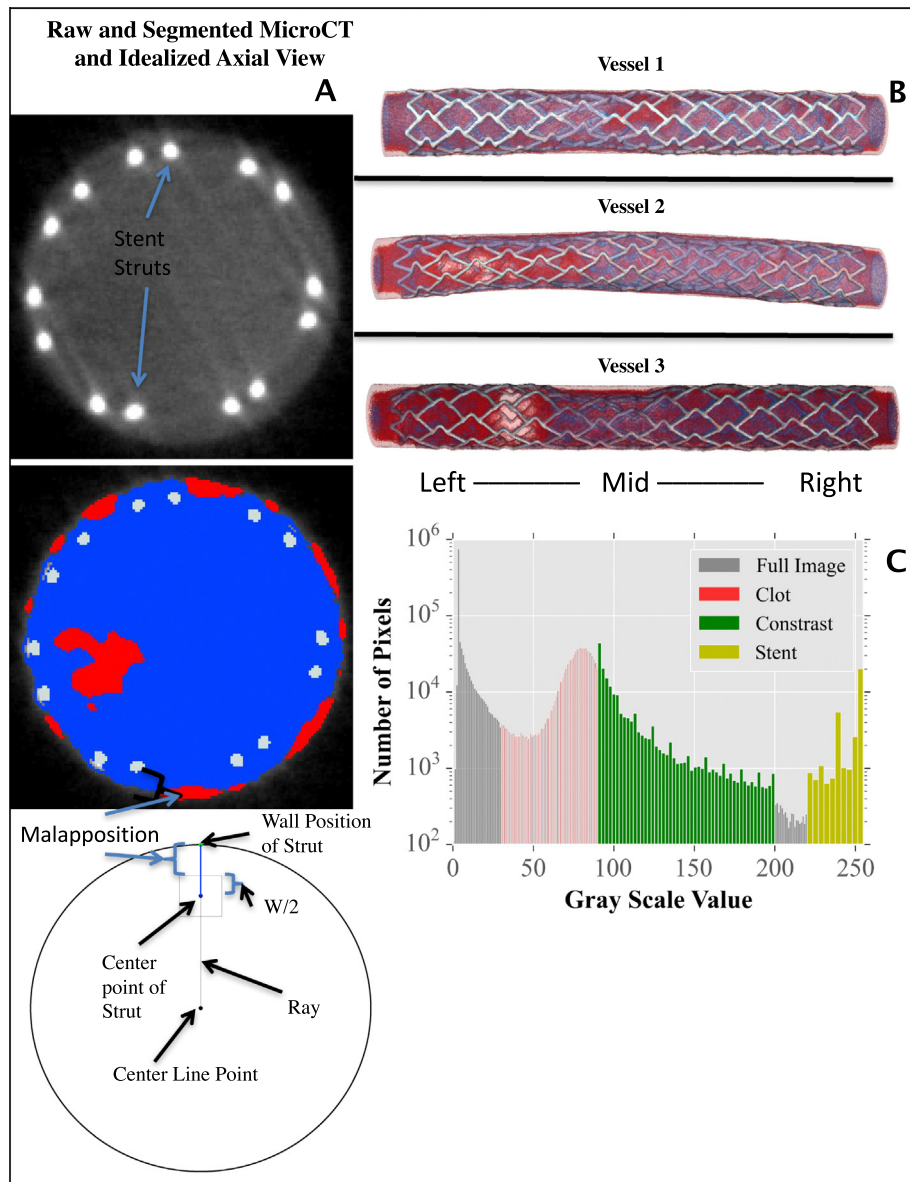 Raw and Segmented MicroCT
and Idealized Axial View
A
Stent
Struts
Malapposition
Wall Position
of Strut
W/2
Center
point of
Strut
Ray
Center Line Point
B
Vessel 1
Vessel 2
Vessel 3
Left Mid Right
C
10^6
10^5
10^4
10^3
10^2
Number of Pixels
Full Image
Clot
Constrast
Stent
0 50 100 150 200 250
Gray Scale Value